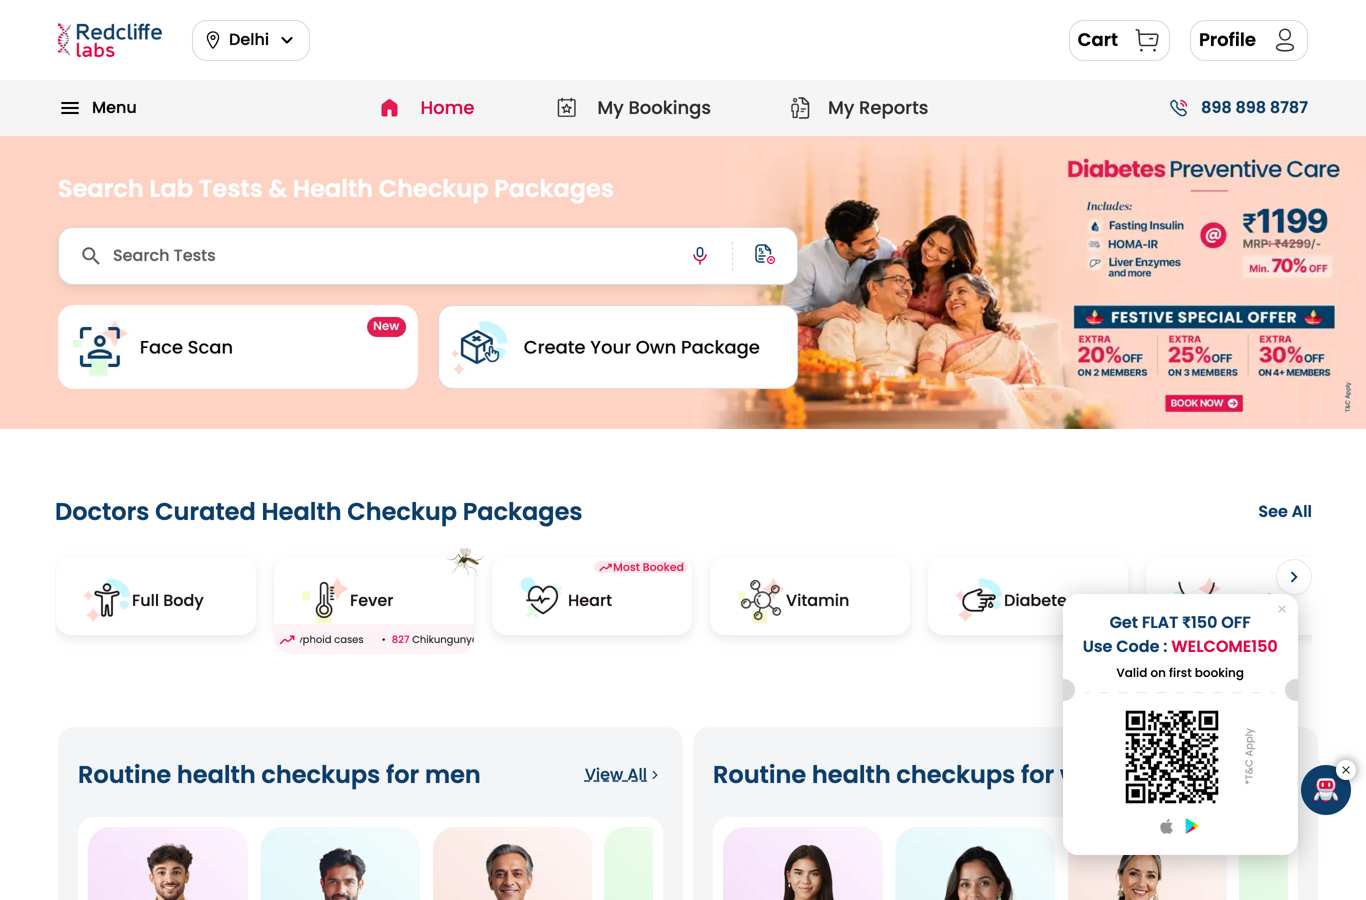 Redcliffe
labs
Delhi
Cart
Profile
Menu
Home
My Bookings
My Reports
898 898 8787
Search Lab Tests & Health Checkup Packages
Search Tests
Face Scan
New
Create Your Own Package
Diabetes Preventive Care
Includes:
Fasting Insulin
HOMA-IR
Liver Enzymes
and more
@
₹1199
MRP: ₹4299/-
Min. 70% OFF
FESTIVE SPECIAL OFFER
EXTRA
20% OFF
ON 2 MEMBERS
EXTRA
25% OFF
ON 3 MEMBERS
EXTRA
30% OFF
ON 4+ MEMBERS
BOOK NOW
T&C Apply
Doctors Curated Health Checkup Packages
See All
Full Body
Fever
yphoid cases • 827 Chikunguny
Most Booked
Heart
Vitamin
Diabete
Get FLAT ₹150 OFF
Use Code : WELCOME150
Valid on first booking
*T&C Apply
Routine health checkups for men
View All >
Routine health checkups for